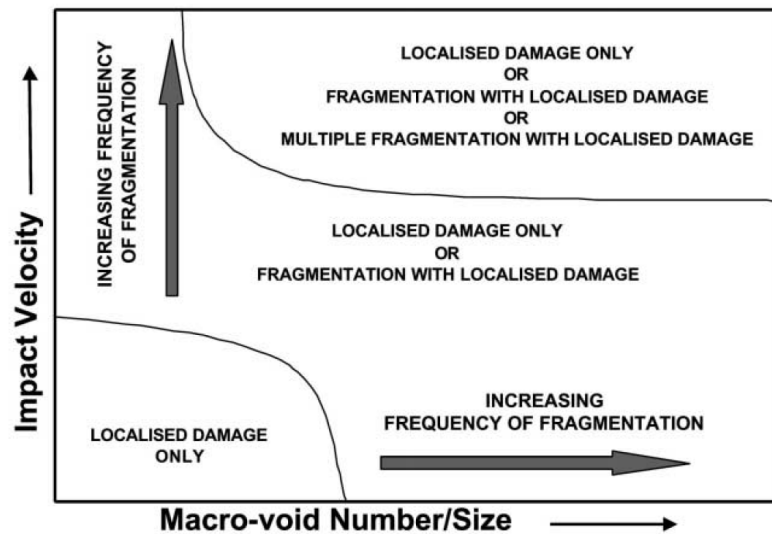 LOCALISED DAMAGE ONLY
OR
FRAGMENTATION WITH LOCALISED DAMAGE
OR
MULTIPLE FRAGMENTATION WITH LOCALISED DAMAGE
INCREASING FREQUENCY
OF FRAGMENTATION
LOCALISED DAMAGE ONLY
OR
FRAGMENTATION WITH LOCALISED DAMAGE
Impact Velocity
INCREASING
FREQUENCY OF FRAGMENTATION
LOCALISED DAMAGE
ONLY
Macro-void Number/Size